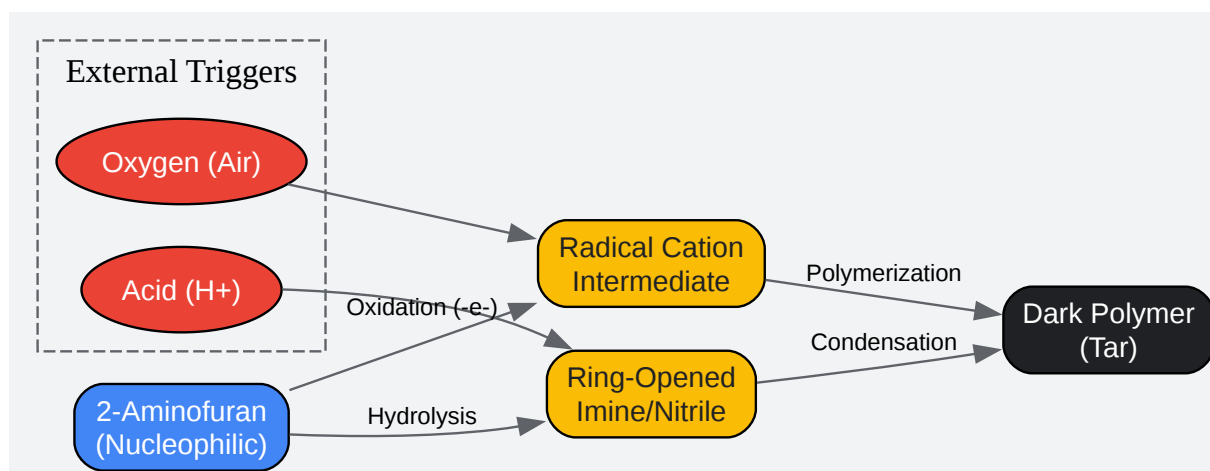 External Triggers
Oxygen (Air)
Acid (H+)
2-Aminofuran
(Nucleophilic)
Oxidation (-e-)
Hydrolysis
Radical Cation
Intermediate
Ring-Opened
Imine/Nitrile
Polymerization
Condensation
Dark Polymer
(Tar)